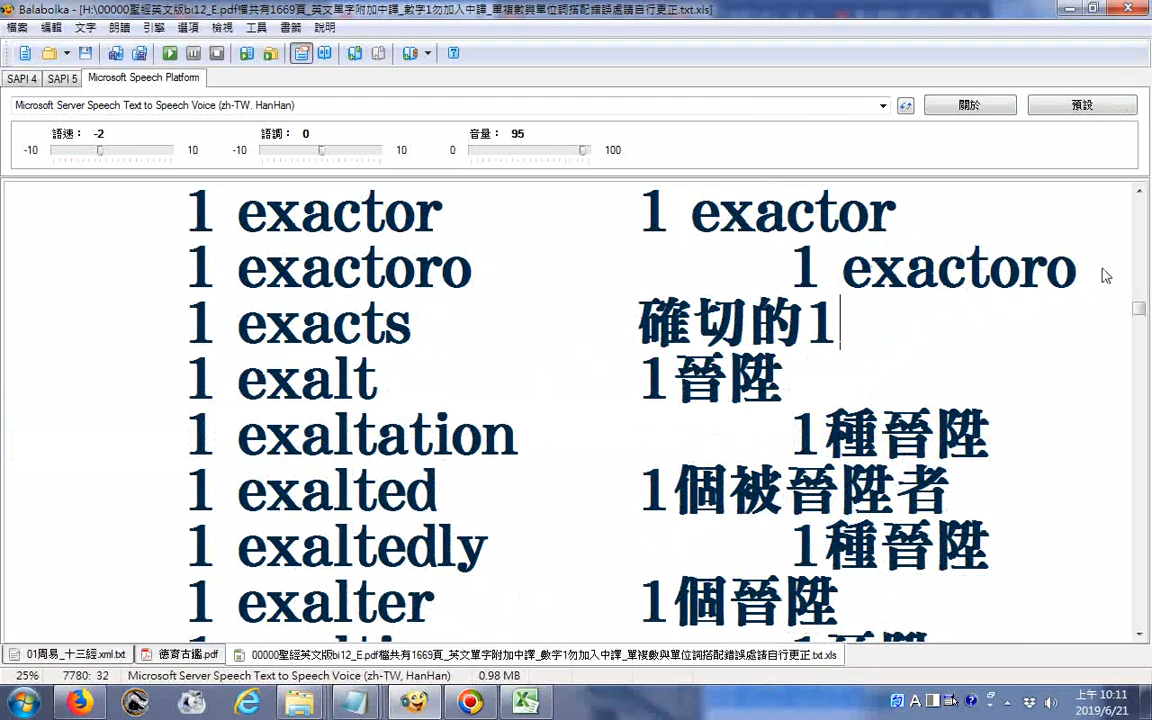 Balabolka - [H:\00000聖經英文版bi12_E.pdf檔共有1669頁_英文單字附加中譯_數字1勿加入中譯_單複數與單位詞搭配錯誤處請自行更正.txt.xls]
檔案 編輯 文字 朗讀 引擎 選項 檢視 工具 書籤 說明
SAPI 4 SAPI 5 Microsoft Speech Platform
Microsoft Server Speech Text to Speech Voice (zh-TW, HanHan) 關於 預設
語速： -2 語調： 0 音量： 95
-10 10 -10 10 0 100
1 exactor 1 exactor
1 exactoro 1 exactoro
1 exacts 確切的1
1 exalt 1晉陞
1 exaltation 1種晉陞
1 exalted 1個被晉陞者
1 exaltedly 1種晉陞
1 exalter 1個晉陞
01周易_十三經.xml.txt 德育古鑑.pdf 00000聖經英文版bi12_E.pdf檔共有1669頁_英文單字附加中譯_數字1勿加入中譯_單複數與單位詞搭配錯誤處請自行更正.txt.xls
25% 7780: 32 Microsoft Server Speech Text to Speech Voice (zh-TW, HanHan) 0.98 MB
上午 10:11
2019/6/21